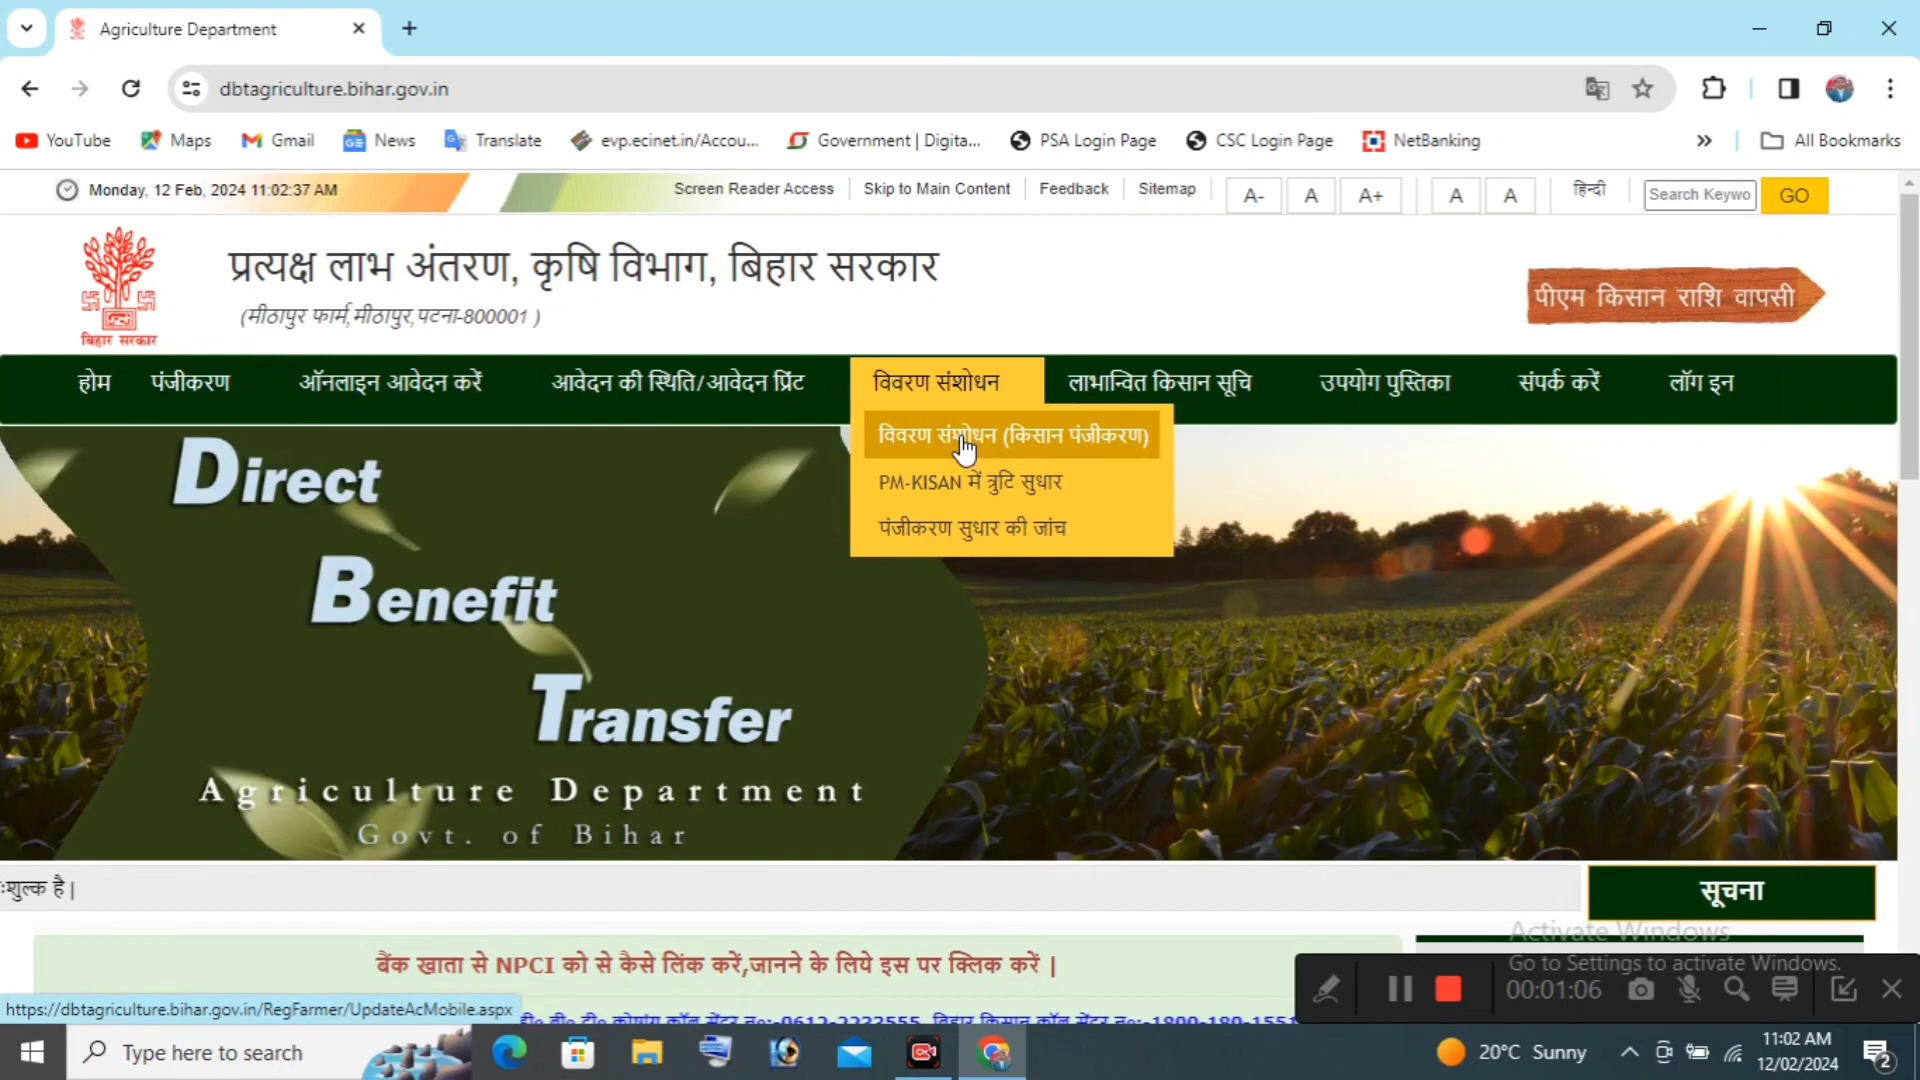 Agriculture Department
dbtagriculture.bihar.gov.in
YouTube Maps Gmail News Translate evp.ecinet.in/Accou... Government | Digita... PSA Login Page CSC Login Page NetBanking » All Bookmarks
Monday, 12 Feb, 2024 11:02:37 AM Screen Reader Access Skip to Main Content Feedback Sitemap A- A A+ A A हिन्दी Search Keywo GO
प्रत्यक्ष लाभ अंतरण, कृषि विभाग, बिहार सरकार
(मीठापुर फार्म,मीठापुर,पटना-800001 )
बिहार सरकार
पीएम किसान राशि वापसी
होम पंजीकरण ऑनलाइन आवेदन करें आवेदन की स्थिति/आवेदन प्रिंट विवरण संशोधन लाभान्वित किसान सूचि उपयोग पुस्तिका संपर्क करें लॉग इन
विवरण संशोधन (किसान पंजीकरण)
PM-KISAN में त्रुटि सुधार
पंजीकरण सुधार की जांच
Direct
Benefit
Transfer
Agriculture Department
Govt. of Bihar
:शुल्क है |
सूचना
बैंक खाता से NPCI को से कैसे लिंक करें,जानने के लिये इस पर क्लिक करें |
Activate Windows
Go to Settings to activate Windows.
00:01:06
https://dbtagriculture.bihar.gov.in/RegFarmer/UpdateAcMobile.aspx
Type here to search
20°C Sunny
11:02 AM
12/02/2024
2